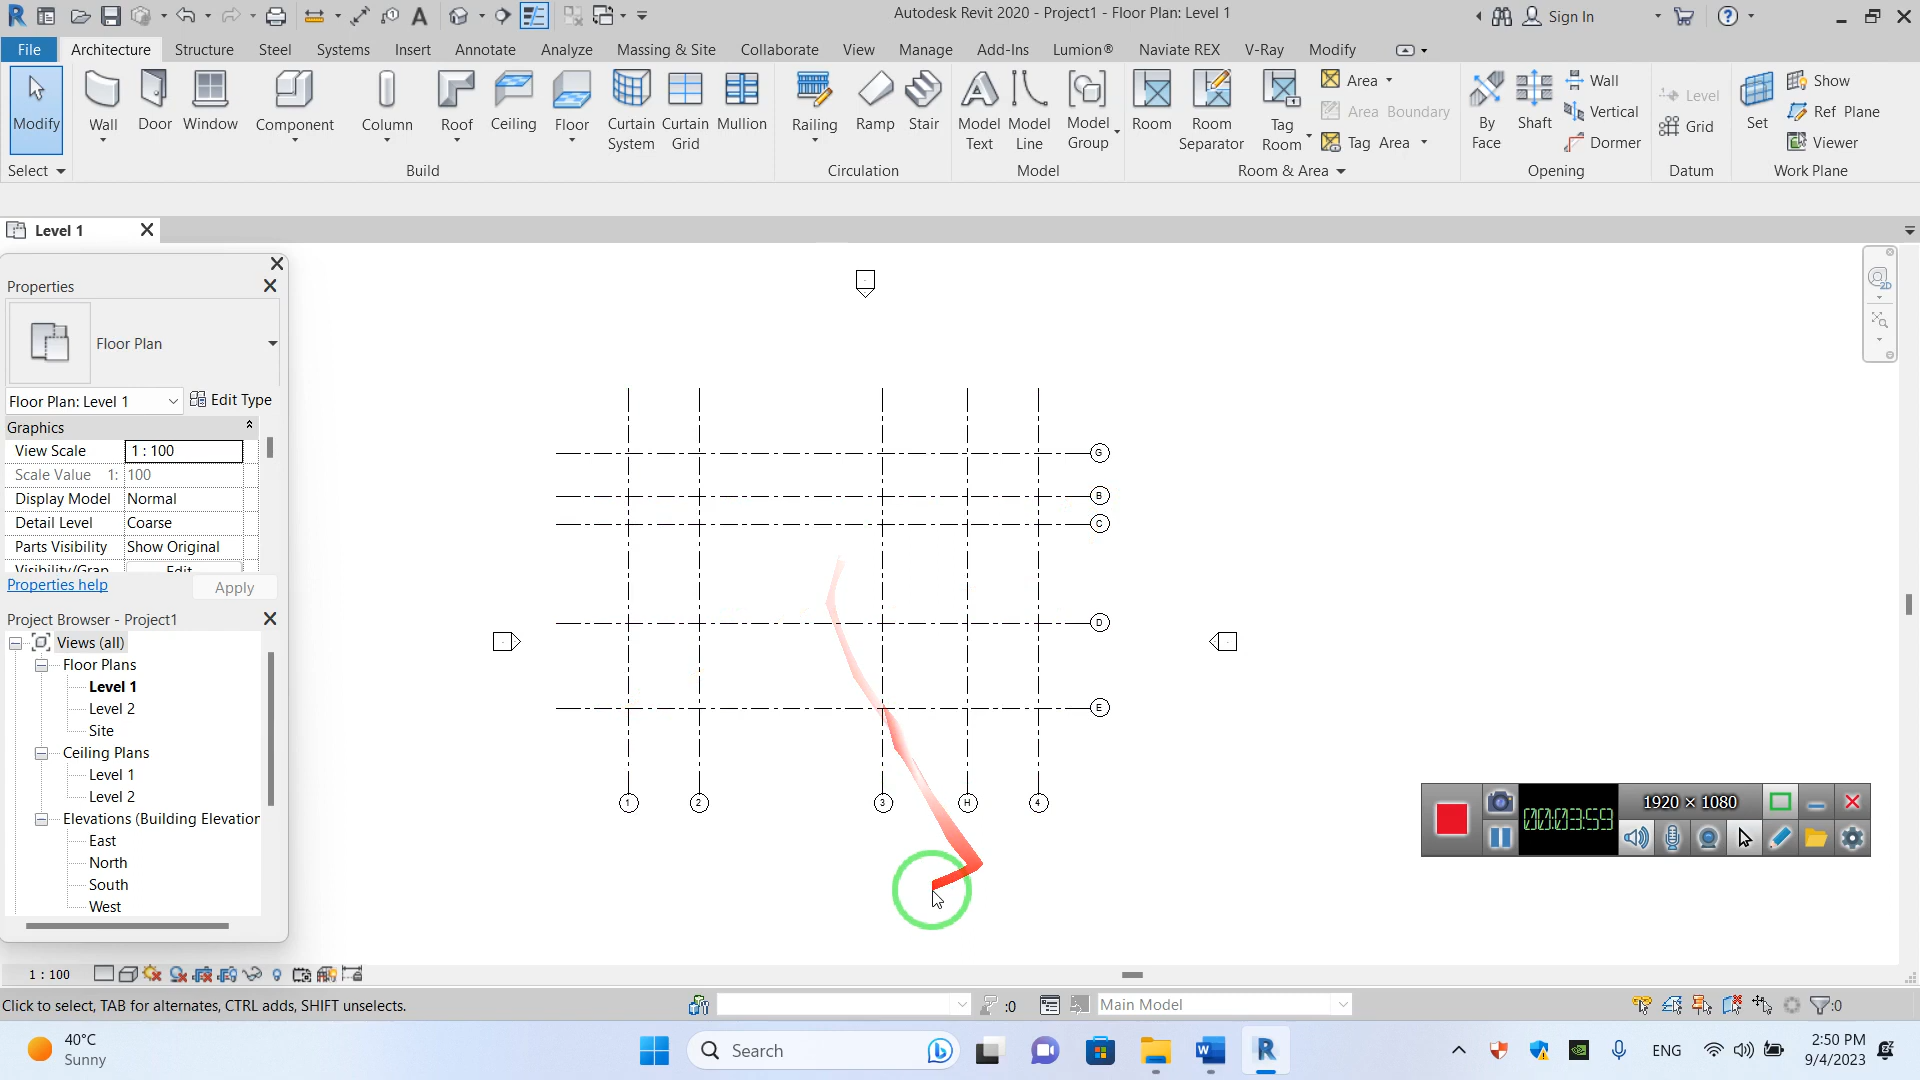 Autodesk Revit 2020 - Project1 - Floor Plan: Level 1
Sign In
File Architecture Structure Steel Systems Insert Annotate Analyze Massing & Site Collaborate View Manage Add-Ins Lumion® Naviate REX V-Ray Modify
Modify
Wall
Door
Window
Component
Column
Roof
Ceiling
Floor
Curtain System
Curtain Grid
Mullion
Railing
Ramp
Stair
Model Text
Model Line
Model Group
Room
Room Separator
Tag Room
Area
Area Boundary
Tag Area
By Face
Shaft
Wall
Vertical
Dormer
Level
Grid
Set
Show
Ref Plane
Viewer
Select
Build
Circulation
Model
Room & Area
Opening
Datum
Work Plane
Level 1
Properties
Floor Plan
Floor Plan: Level 1
Edit Type
Graphics
View Scale 1 : 100
Scale Value 1: 100
Display Model Normal
Detail Level Coarse
Parts Visibility Show Original
Visibility/Grap Edit
Properties help
Apply
Project Browser - Project1
Views (all)
Floor Plans
Level 1
Level 2
Site
Ceiling Plans
Level 1
Level 2
Elevations (Building Elevation
East
North
South
West
G
B
C
D
E
1 2 3 H 4
00:03:59
1920 × 1080
1 : 100
Click to select, TAB for alternates, CTRL adds, SHIFT unselects.
:0
Main Model
:0
40°C
Sunny
Search
ENG
2:50 PM
9/4/2023